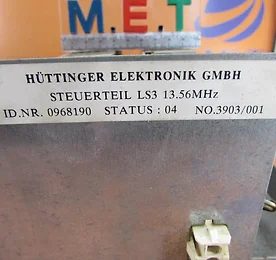 M.E.T
HÜTTINGER ELEKTRONIK GMBH
STEUERTEIL LS3 13.56MHz
ID.NR. 0968190 STATUS : 04 NO.3903/001